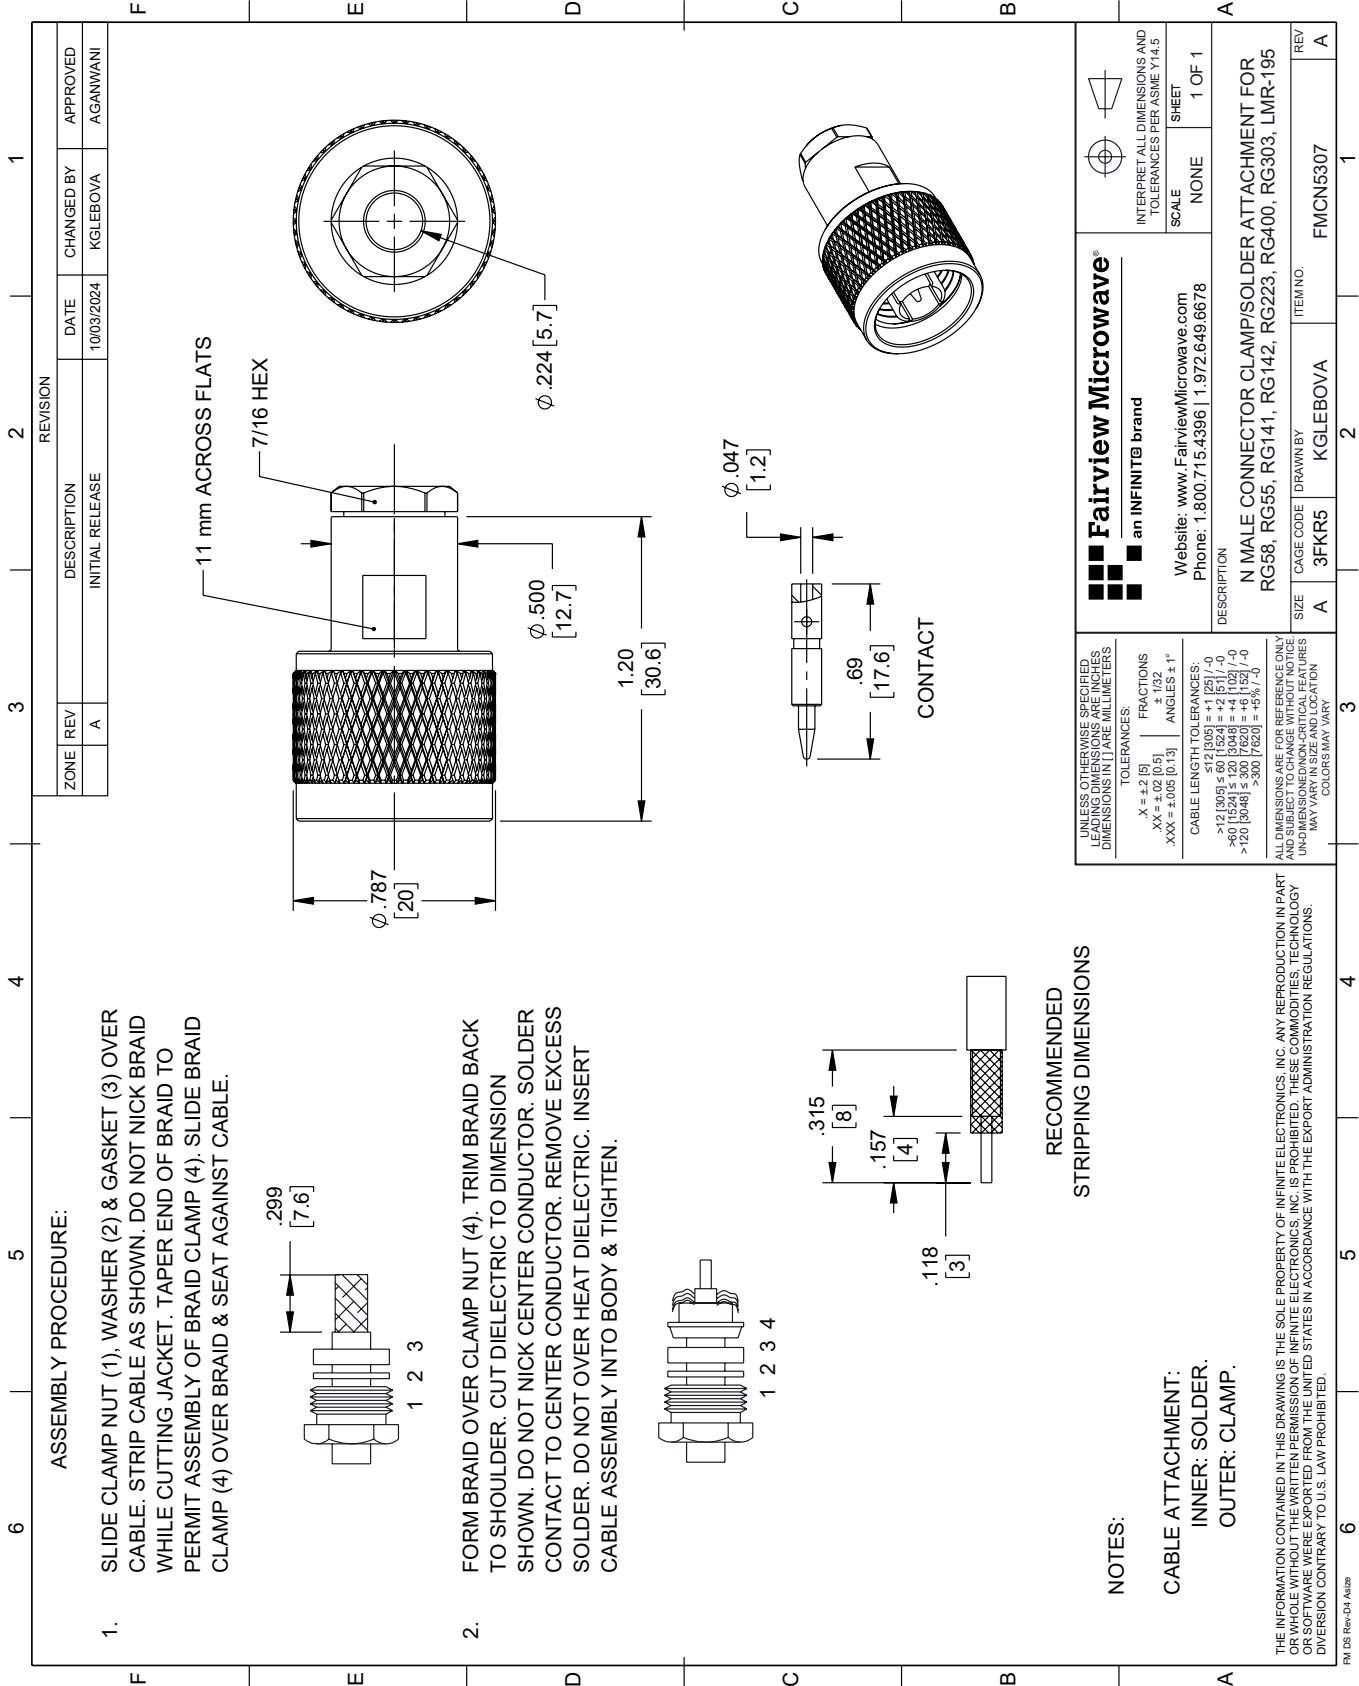 6
5
4
3
2
1
F
E
D
C
B
A
REVISION
ZONE
REV
DESCRIPTION
DATE
CHANGED BY
APPROVED
A
INITIAL RELEASE
10/03/2024
KGLEBOVA
AGANWANI
ASSEMBLY PROCEDURE:
1.
SLIDE CLAMP NUT (1), WASHER (2) & GASKET (3) OVER
CABLE. STRIP CABLE AS SHOWN. DO NOT NICK BRAID
WHILE CUTTING JACKET. TAPER END OF BRAID TO
PERMIT ASSEMBLY OF BRAID CLAMP (4). SLIDE BRAID
CLAMP (4) OVER BRAID & SEAT AGAINST CABLE.
.299
[7.6]
1 2 3
2.
FORM BRAID OVER CLAMP NUT (4). TRIM BRAID BACK
TO SHOULDER. CUT DIELECTRIC TO DIMENSION
SHOWN. DO NOT NICK CENTER CONDUCTOR. SOLDER
CONTACT TO CENTER CONDUCTOR. REMOVE EXCESS
SOLDER. DO NOT OVER HEAT DIELECTRIC. INSERT
CABLE ASSEMBLY INTO BODY & TIGHTEN.
1 2 3 4
.315
[8]
.157
[4]
.118
[3]
RECOMMENDED
STRIPPING DIMENSIONS
11 mm ACROSS FLATS
7/16 HEX
Ø.787
[20]
Ø.500
[12.7]
1.20
[30.6]
Ø.224 [5.7]
Ø.047
[1.2]
.69
[17.6]
CONTACT
NOTES:
CABLE ATTACHMENT:
INNER: SOLDER.
OUTER: CLAMP.
THE INFORMATION CONTAINED IN THIS DRAWING IS THE SOLE PROPERTY OF INFINITE ELECTRONICS, INC. ANY REPRODUCTION IN PART
OR WHOLE WITHOUT THE WRITTEN PERMISSION OF INFINITE ELECTRONICS, INC. IS PROHIBITED. THESE COMMODITIES, TECHNOLOGY
OR SOFTWARE WERE EXPORTED FROM THE UNITED STATES IN ACCORDANCE WITH THE EXPORT ADMINISTRATION REGULATIONS.
DIVERSION CONTRARY TO U.S. LAW PROHIBITED.
UNLESS OTHERWISE SPECIFIED
LEADING DIMENSIONS ARE INCHES
DIMENSIONS IN [ ] ARE MILLIMETERS
TOLERANCES:
.X = ±.2 [5]
.XX = ±.02 [0.5]
.XXX = ±.005 [0.13]
FRACTIONS
± 1/32
ANGLES ± 1°
CABLE LENGTH TOLERANCES:
≤12 [305] = +1 [25] / -0
>12 [305] ≤ 60 [1524] = +2 [51] / -0
>60 [1524] ≤ 120 [3048] = +4 [102] / -0
>120 [3048] ≤ 300 [7620] = +6 [152] / -0
>300 [7620] = +5% / -0
ALL DIMENSIONS ARE FOR REFERENCE ONLY
AND SUBJECT TO CHANGE WITHOUT NOTICE.
UN-DIMENSIONED/NON-CRITICAL FEATURES
MAY VARY IN SIZE AND LOCATION
COLORS MAY VARY
Fairview Microwave®
an INFINIT® brand
Website: www.FairviewMicrowave.com
Phone: 1.800.715.4396 | 1.972.649.6678
INTERPRET ALL DIMENSIONS AND
TOLERANCES PER ASME Y14.5
SCALE
NONE
SHEET
1 OF 1
DESCRIPTION
N MALE CONNECTOR CLAMP/SOLDER ATTACHMENT FOR
RG58, RG55, RG141, RG142, RG223, RG400, RG303, LMR-195
SIZE
A
CAGE CODE
3FKR5
DRAWN BY
KGLEBOVA
ITEM NO.
FMCN5307
REV
A
6
5
4
3
2
1
F
E
D
C
B
A
FM DS Rev-D4 Asize